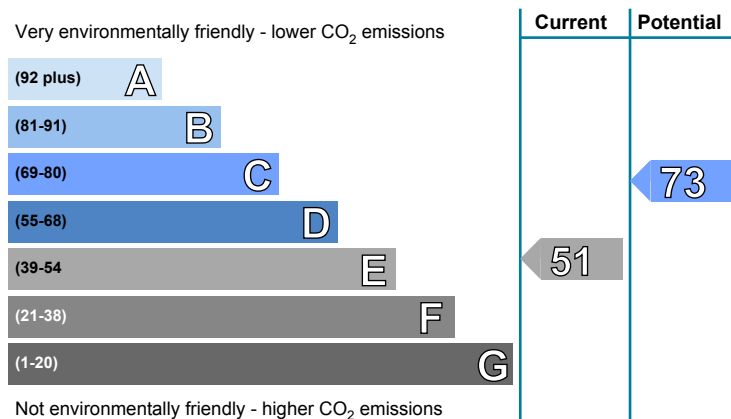 Very environmentally friendly - lower CO₂ emissions
Current
Potential
(92 plus) A
(81-91) B
(69-80) C
73
(55-68) D
(39-54 E
51
(21-38) F
(1-20) G
Not environmentally friendly - higher CO₂ emissions